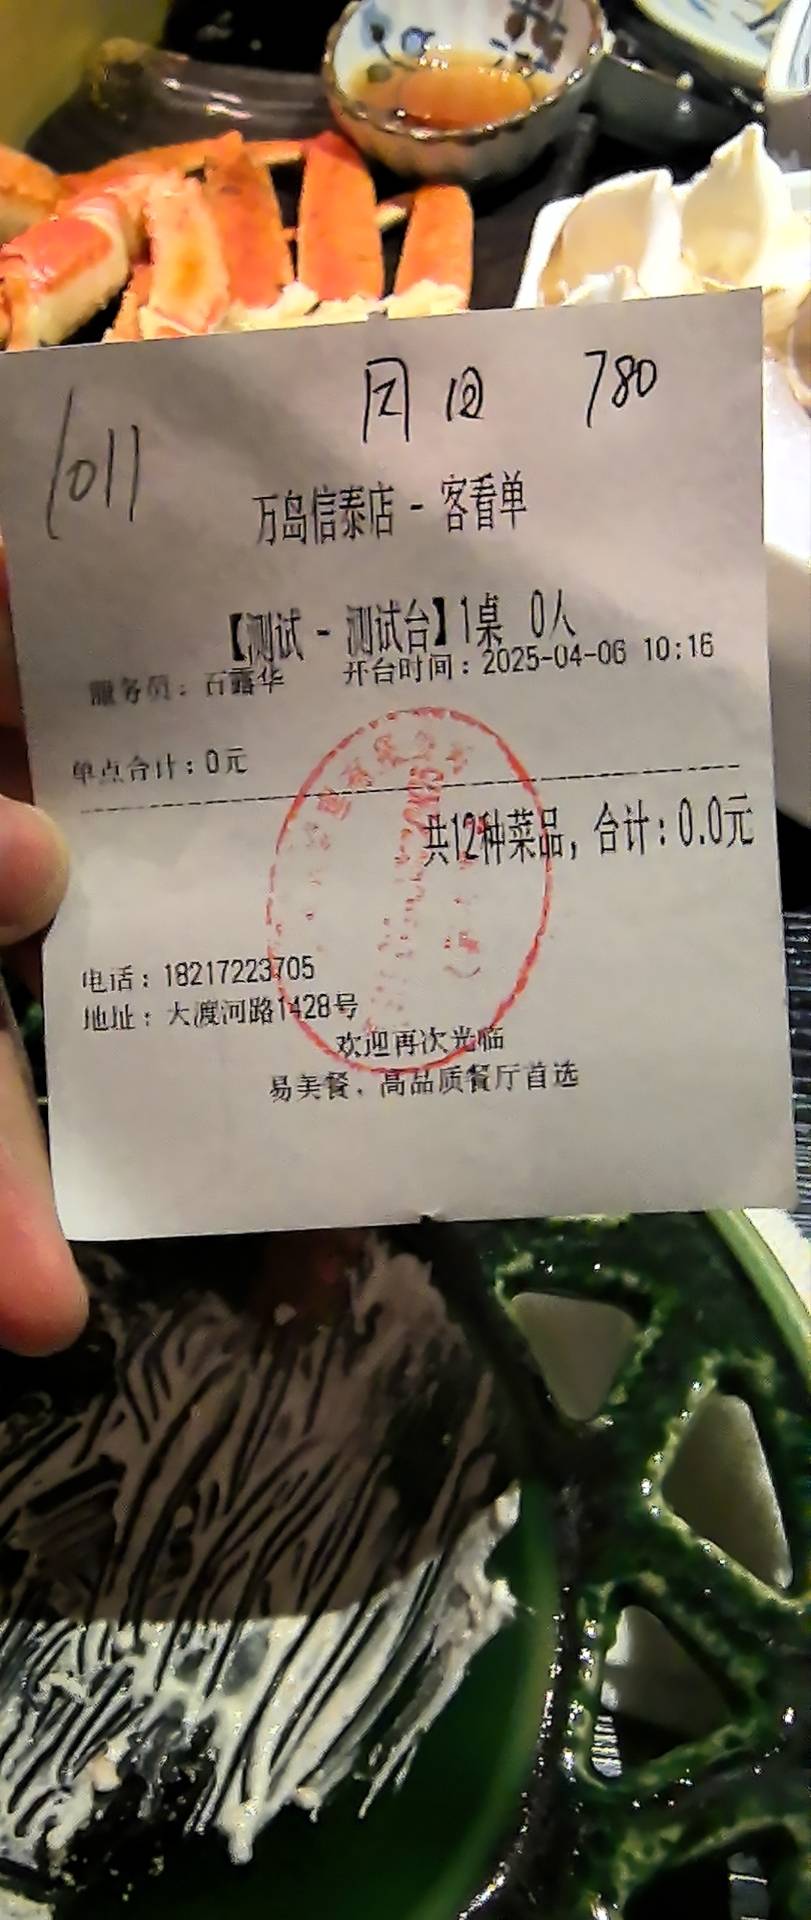 780
1011
万岛信泰店 - 客看单
【测试 - 测试台】1桌 0人
服务员：石露华 开台时间：2025-04-06 10:16
单点合计：0元
共12种菜品，合计：0.0元
电话：18217223705
地址：大渡河路1428号
欢迎再次光临
易美餐，高品质餐厅首选